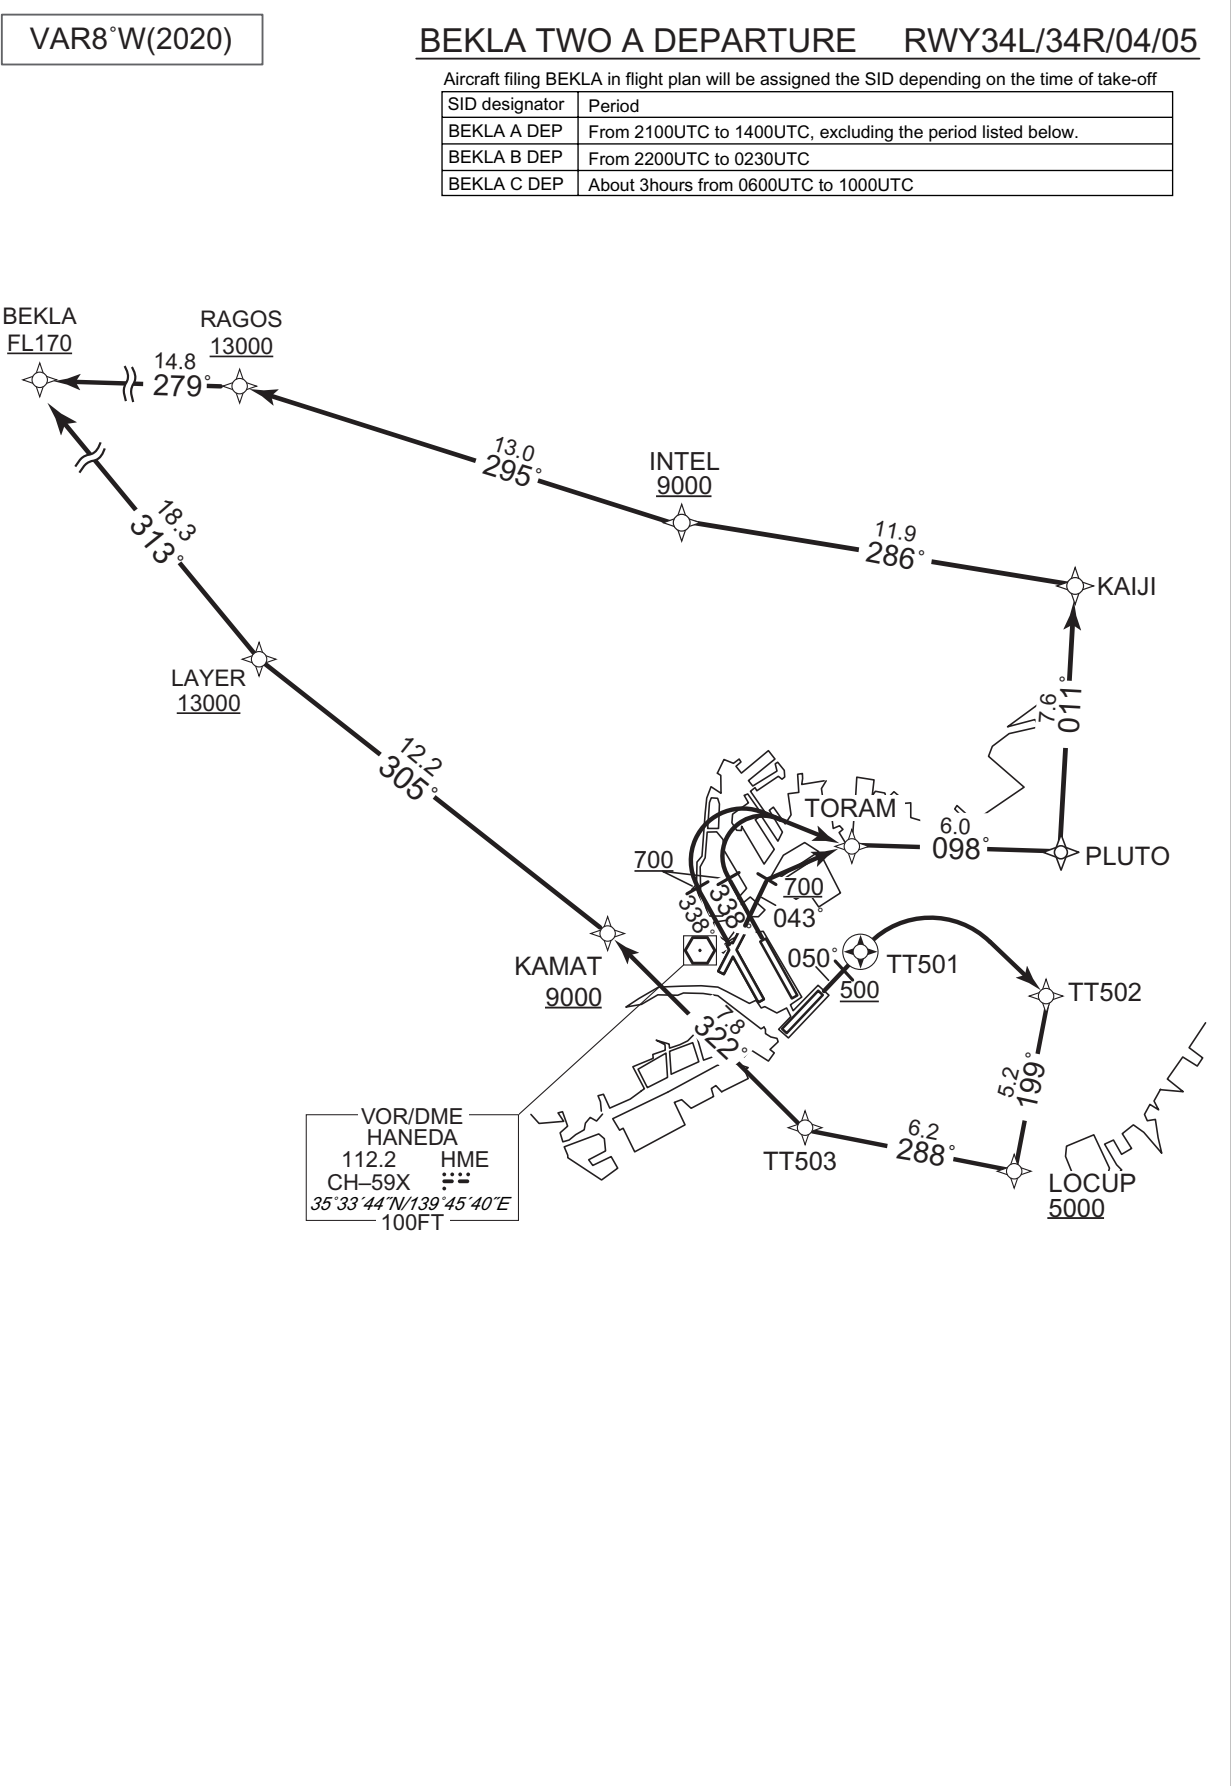 VAR8°W(2020)
BEKLA TWO A DEPARTURE RWY34L/34R/04/05
Aircraft filing BEKLA in flight plan will be assigned the SID depending on the time of take-off
SID designator Period
BEKLA A DEP From 2100UTC to 1400UTC, excluding the period listed below.
BEKLA B DEP From 2200UTC to 0230UTC
BEKLA C DEP About 3hours from 0600UTC to 1000UTC
BEKLA
FL170
RAGOS
13000
14.8
279°
13.0
295°
INTEL
9000
11.9
286°
KAIJI
18.3
313°
LAYER
13000
7.6
011°
12.2
305°
TORAM
6.0
098°
PLUTO
700
700
338°
338°
043°
KAMAT
9000
050°
TT501
500
TT502
7.8
322°
5.2
199°
TT503
6.2
288°
LOCUP
5000
VOR/DME
HANEDA
112.2 HME
CH–59X
35°33´44˝N/139°45´40˝E
100FT